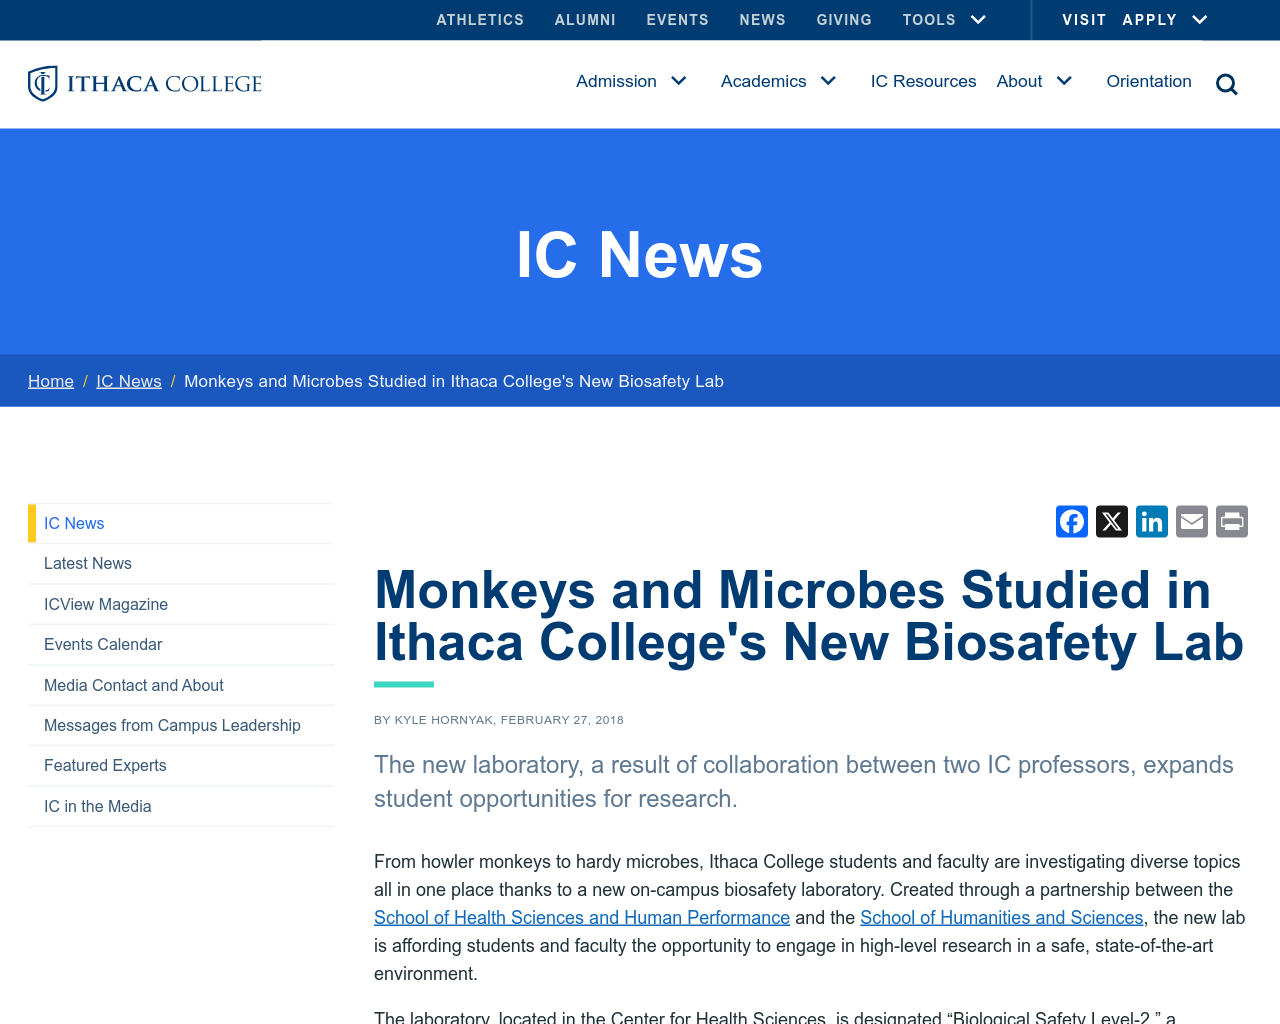 ATHLETICS ALUMNI EVENTS NEWS GIVING TOOLS VISIT APPLY
ITHACA COLLEGE
Admission Academics IC Resources About Orientation
IC News
Home / IC News / Monkeys and Microbes Studied in Ithaca College's New Biosafety Lab
IC News
Latest News
ICView Magazine
Events Calendar
Media Contact and About
Messages from Campus Leadership
Featured Experts
IC in the Media
Monkeys and Microbes Studied in
Ithaca College's New Biosafety Lab
BY KYLE HORNYAK, FEBRUARY 27, 2018
The new laboratory, a result of collaboration between two IC professors, expands
student opportunities for research.
From howler monkeys to hardy microbes, Ithaca College students and faculty are investigating diverse topics
all in one place thanks to a new on-campus biosafety laboratory. Created through a partnership between the
School of Health Sciences and Human Performance and the School of Humanities and Sciences, the new lab
is affording students and faculty the opportunity to engage in high-level research in a safe, state-of-the-art
environment.
The laboratory, located in the Center for Health Sciences, is designated “Biological Safety Level-2,” a